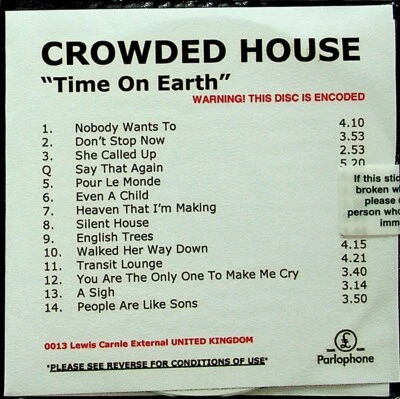 CROWDED HOUSE
"Time On Earth"
WARNING! THIS DISC IS ENCODED
1. Nobody Wants To 4.10
2. Don't Stop Now 3.53
3. She Called Up 2.53
Q Say That Again 5.20
5. Pour Le Monde
6. Even A Child
7. Heaven That I'm Making
8. Silent House
9. English Trees
10. Walked Her Way Down 4.15
11. Transit Lounge 4.21
12. You Are The Only One To Make Me Cry 3.40
13. A Sigh 3.14
14. People Are Like Sons 3.50
If this stic
broken w
please
person who
imm
0013 Lewis Carnie External UNITED KINGDOM
*PLEASE SEE REVERSE FOR CONDITIONS OF USE*
£
Parlophone